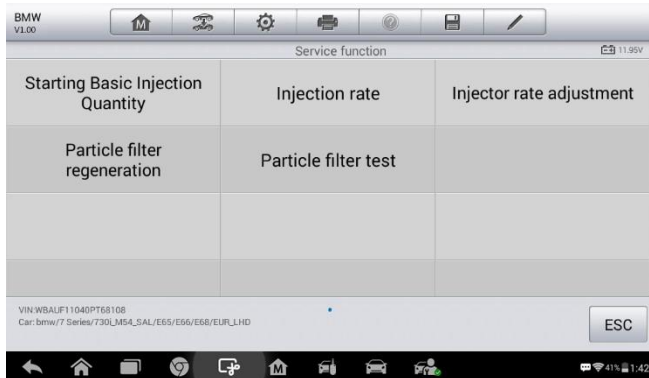 BMW
V1.00
M
Service function
11.95V
Starting Basic Injection
Quantity
Injection rate
Injector rate adjustment
Particle filter
regeneration
Particle filter test
VIN:WBAUF11040PT68108
Car: bmw/7 Series/730i_M54_SAL/E65/E66/E68/EUR_LHD
ESC
M
41% 1:42